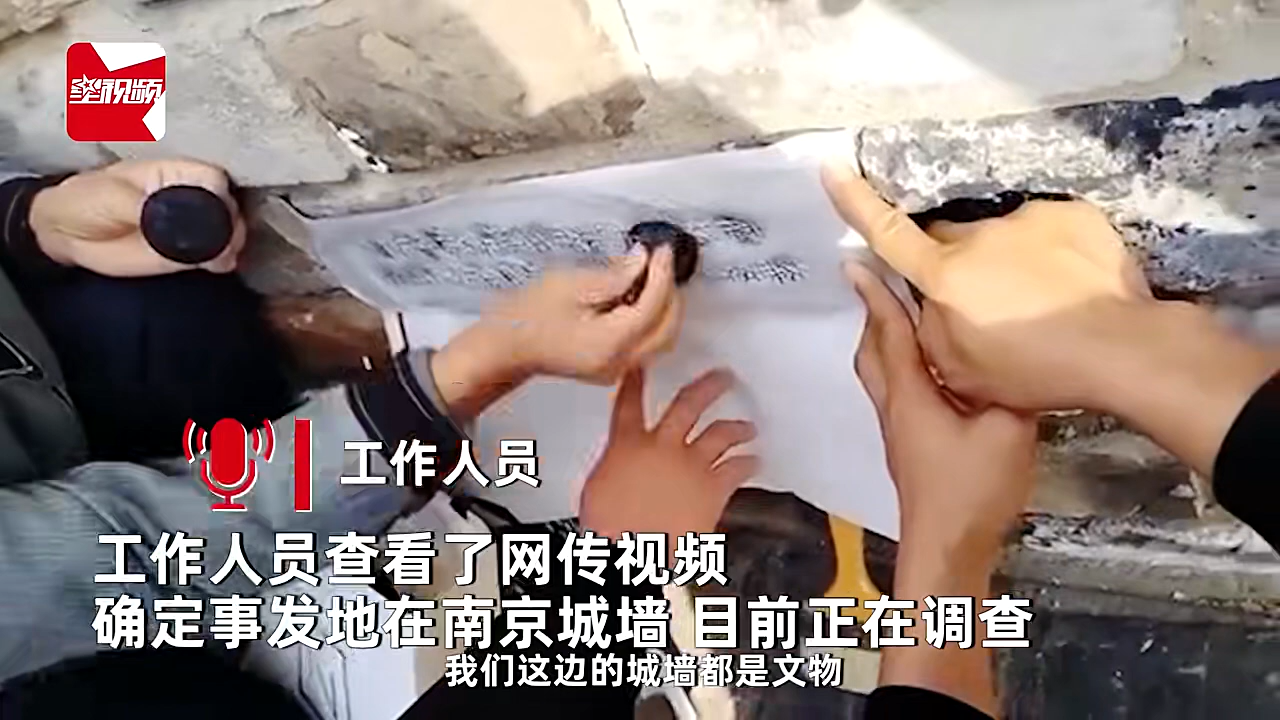 星视频
工作人员
工作人员查看了网传视频
确定事发地在南京城墙 目前正在调查
我们这边的城墙都是文物